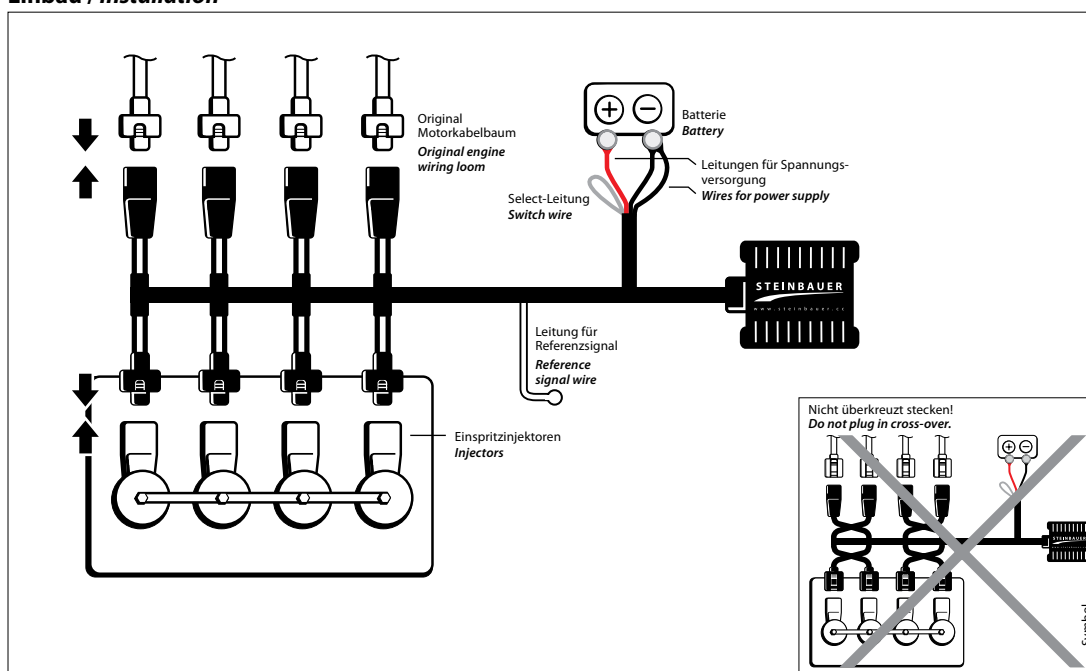 Einbau / Installation
Original
Motorkabelbaum
Original engine
wiring loom
Batterie
Battery
Leitungen für Spannungs-
versorgung
Wires for power supply
Select-Leitung
Switch wire
STEINBAUER
www.steinbauer.cc
Leitung für
Referenzsignal
Reference
signal wire
Einspritzinjektoren
Injectors
Nicht überkreuzt stecken!
Do not plug in cross-over.
STEINBAUER